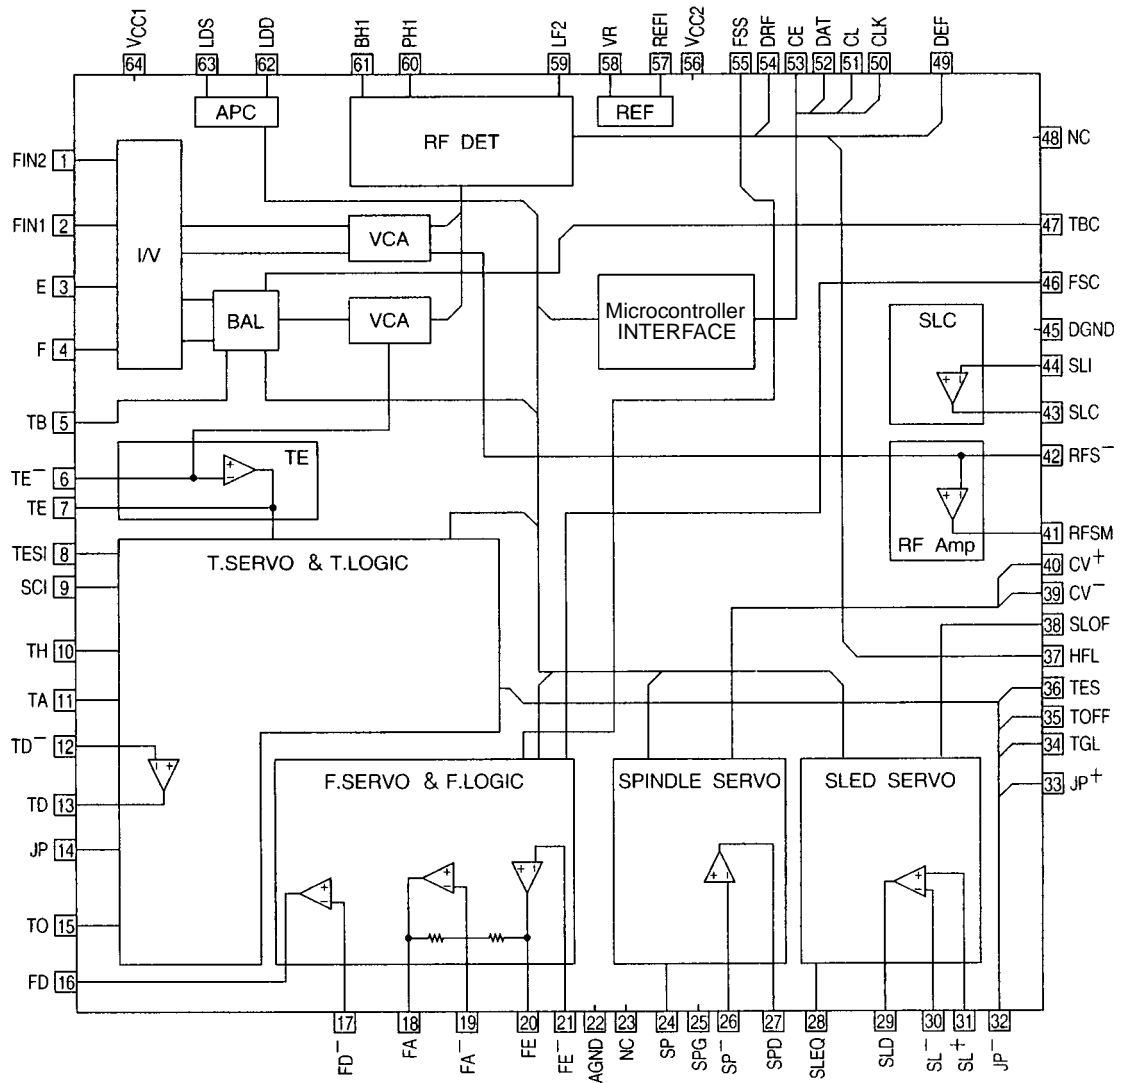 VCC1
LDS
LDD
BH1
PH1
LF2
VR
REFI
VCC2
FSS
DRF
CE
DAT
CL
CLK
DEF
64
63
62
61
60
59
58
57
56
55
54
53
52
51
50
49
APC
RF DET
REF
FIN2 1
FIN1 2
E 3
F 4
TB 5
TE− 6
TE 7
TESI 8
SCI 9
TH 10
TA 11
TD− 12
TD 13
JP 14
TO 15
FD 16
I/V
VCA
BAL
VCA
Microcontroller
INTERFACE
SLC
+ −
TE
+
−
+ −
RF Amp
T.SERVO & T.LOGIC
− +
F.SERVO & F.LOGIC
+
−
+
−
+ −
SPINDLE SERVO
+ −
SLED SERVO
+
−
48 NC
47 TBC
46 FSC
45 DGND
44 SLI
43 SLC
42 RFS−
41 RFSM
40 CV+
39 CV−
38 SLOF
37 HFL
36 TES
35 TOFF
34 TGL
33 JP+
17
18
19
20
21
22
23
24
25
26
27
28
29
30
31
32
FD−
FA
FA−
FE
FE−
AGND
NC
SP
SPG
SP−
SPD
SLEQ
SLD
SL−
SL+
JP−